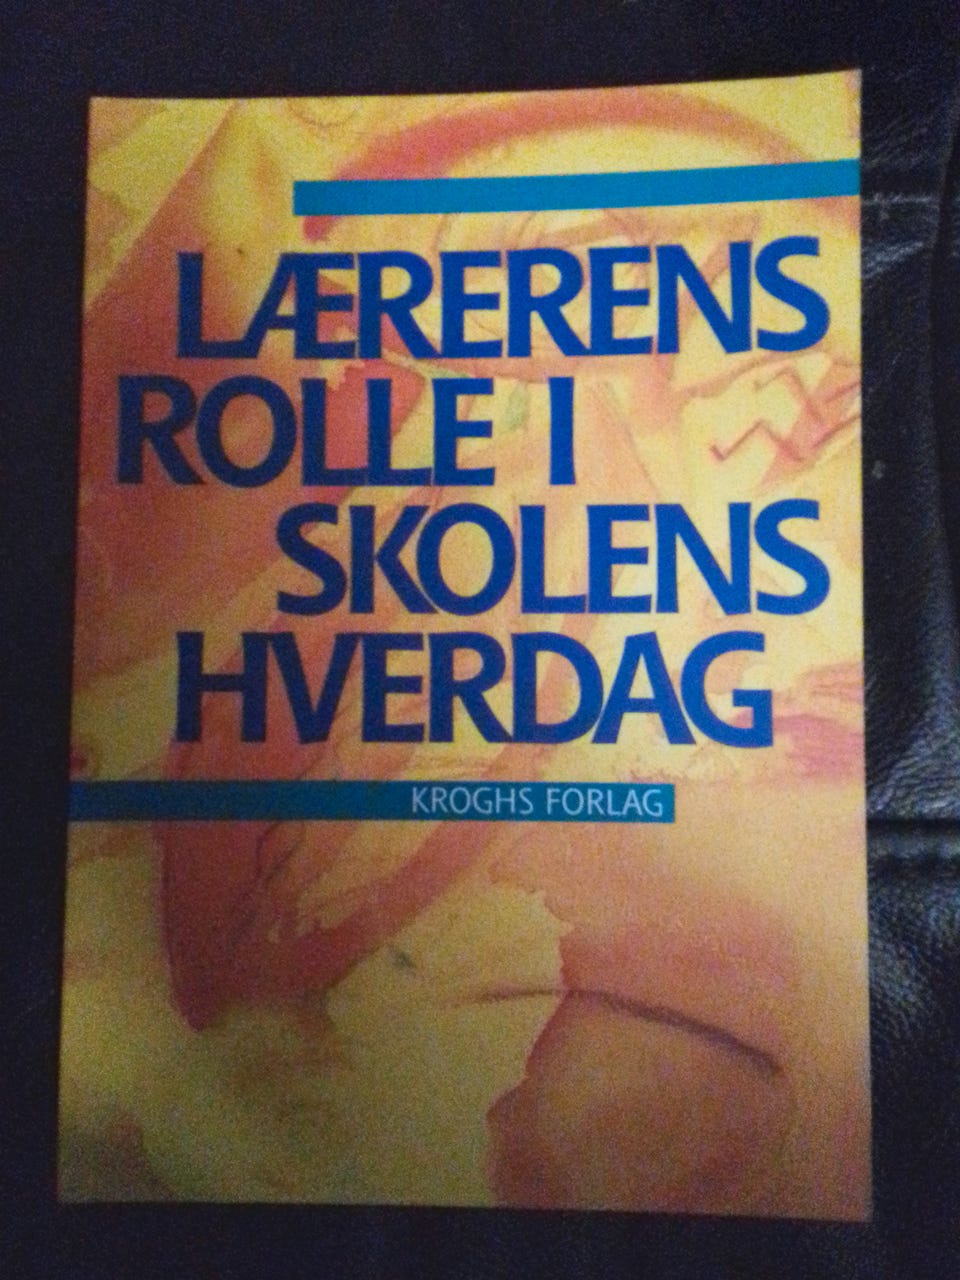 LÆRERENS
ROLLE I
SKOLENS
HVERDAG
KROGHS FORLAG